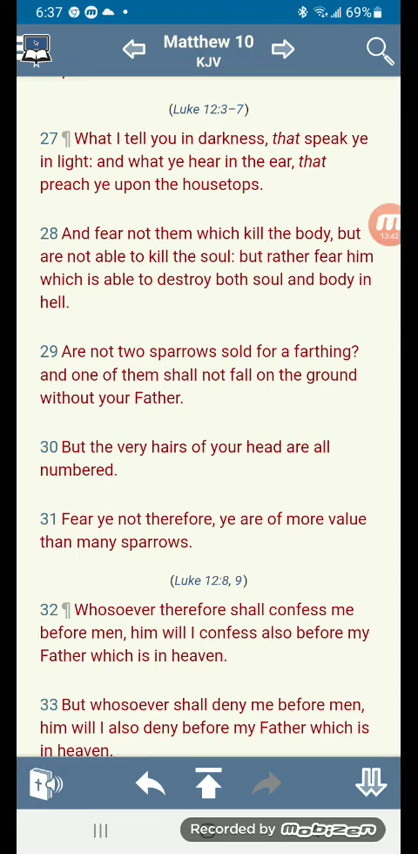 6:37 69%
Matthew 10
KJV
(Luke 12:3–7)
27 ¶ What I tell you in darkness, that speak ye
in light: and what ye hear in the ear, that
preach ye upon the housetops.
28 And fear not them which kill the body, but
are not able to kill the soul: but rather fear him
which is able to destroy both soul and body in
hell.
29 Are not two sparrows sold for a farthing?
and one of them shall not fall on the ground
without your Father.
30 But the very hairs of your head are all
numbered.
31 Fear ye not therefore, ye are of more value
than many sparrows.
(Luke 12:8, 9)
32 ¶ Whosoever therefore shall confess me
before men, him will I confess also before my
Father which is in heaven.
33 But whosoever shall deny me before men,
him will I also deny before my Father which is
in heaven.
m
13:42
Recorded by mobizen